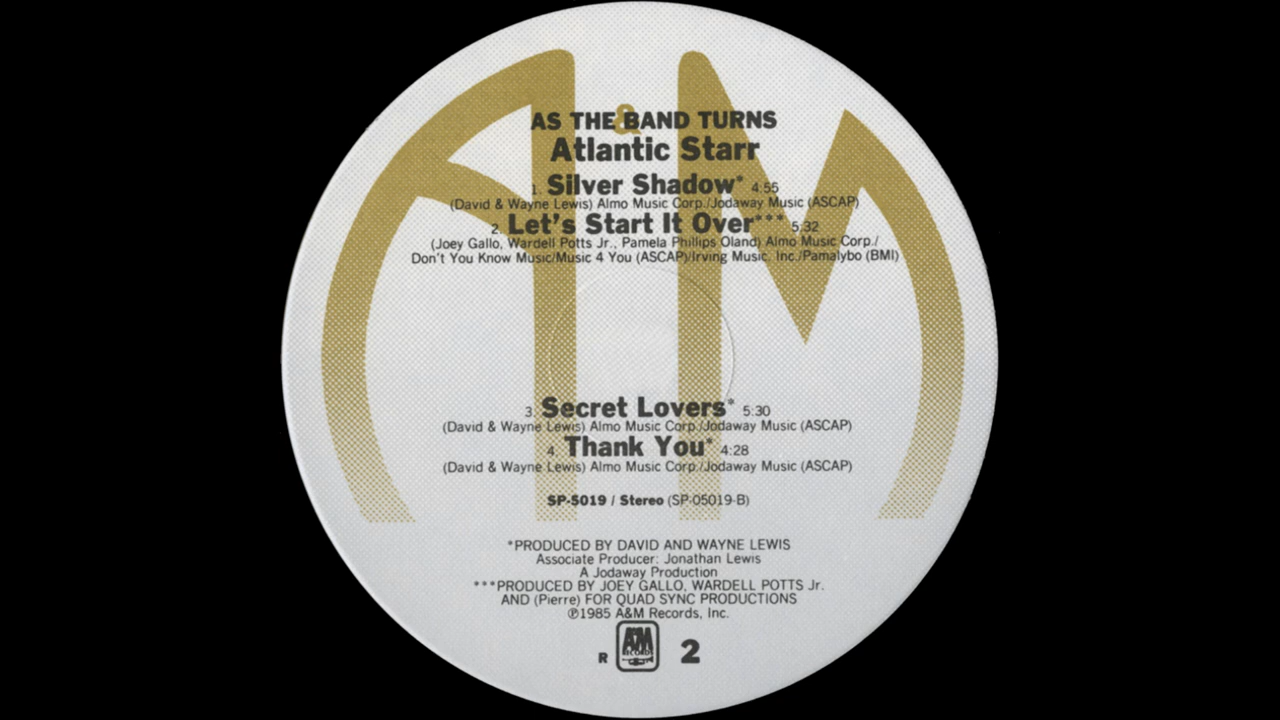 A&M
AS THE BAND TURNS
Atlantic Starr
1. Silver Shadow* 4:55
(David & Wayne Lewis) Almo Music Corp./Jodaway Music (ASCAP)
2. Let's Start It Over*** 5:32
(Joey Gallo, Wardell Potts Jr., Pamela Phillips Oland) Almo Music Corp./
Don't You Know Music/Music 4 You (ASCAP)/Irving Music, Inc./Pamalybo (BMI)
3. Secret Lovers* 5:30
(David & Wayne Lewis) Almo Music Corp./Jodaway Music (ASCAP)
4. Thank You* 4:28
(David & Wayne Lewis) Almo Music Corp./Jodaway Music (ASCAP)
SP-5019 / Stereo (SP-05019-B)
*PRODUCED BY DAVID AND WAYNE LEWIS
Associate Producer: Jonathan Lewis
A Jodaway Production
***PRODUCED BY JOEY GALLO, WARDELL POTTS Jr.
AND (Pierre) FOR QUAD SYNC PRODUCTIONS
℗1985 A&M Records, Inc.
R A&M RECORDS 2